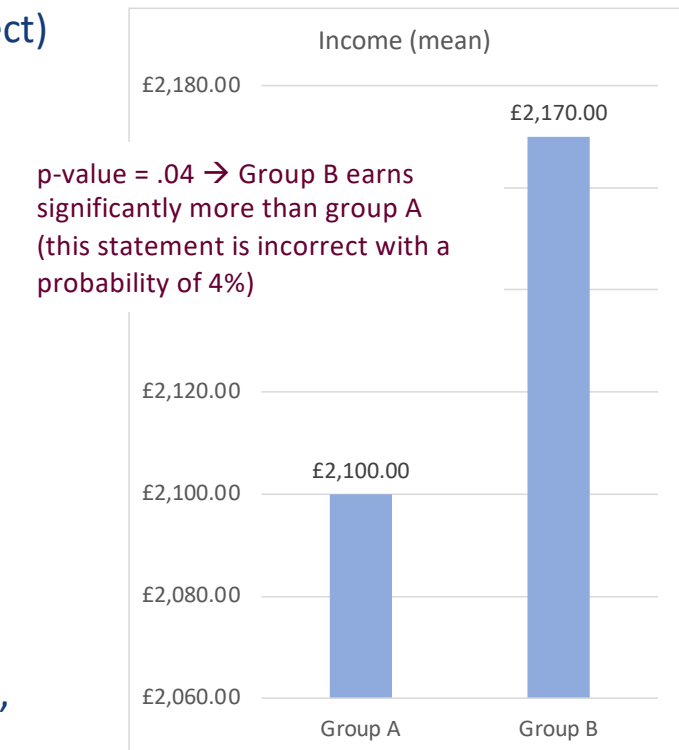 ect)
Income (mean)
£2,180.00
£2,170.00
p-value = .04 → Group B earns
significantly more than group A
(this statement is incorrect with a
probability of 4%)
£2,120.00
£2,100.00
£2,100.00
£2,080.00
£2,060.00
,
Group A Group B